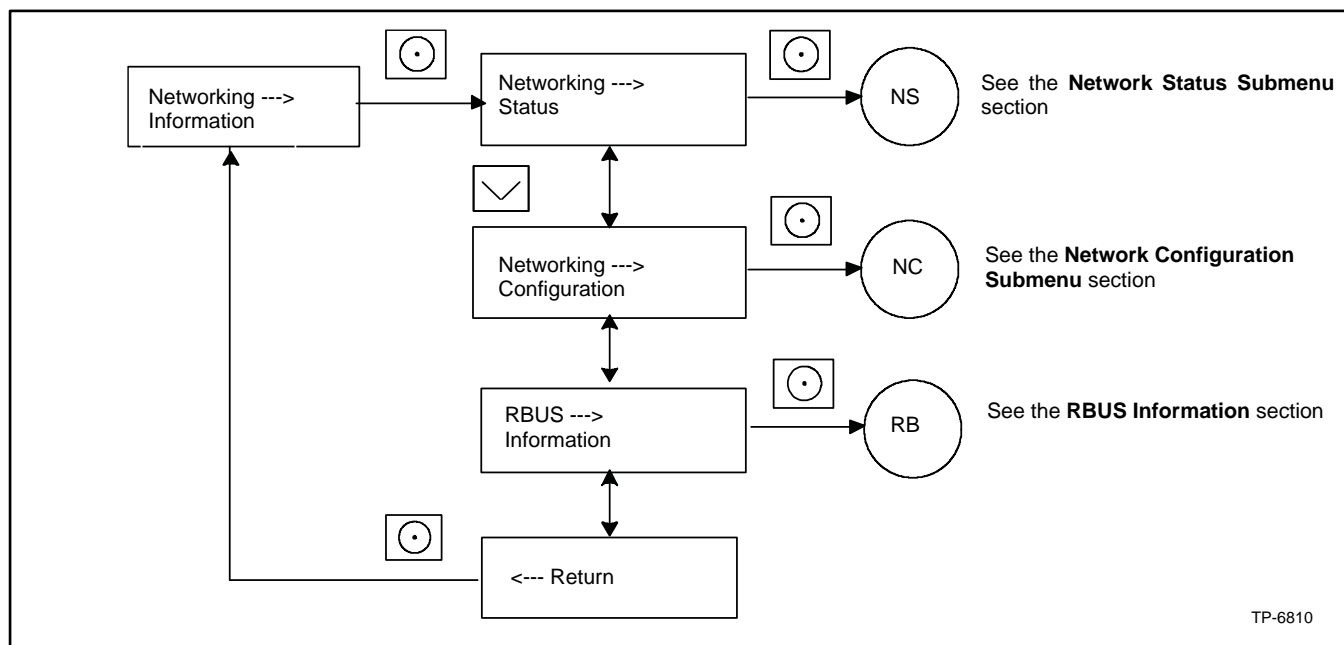 Networking --->
Information
Networking --->
Status
NS
See the Network Status Submenu
section
Networking --->
Configuration
NC
See the Network Configuration
Submenu section
RBUS --->
Information
RB
See the RBUS Information section
<--- Return
TP-6810